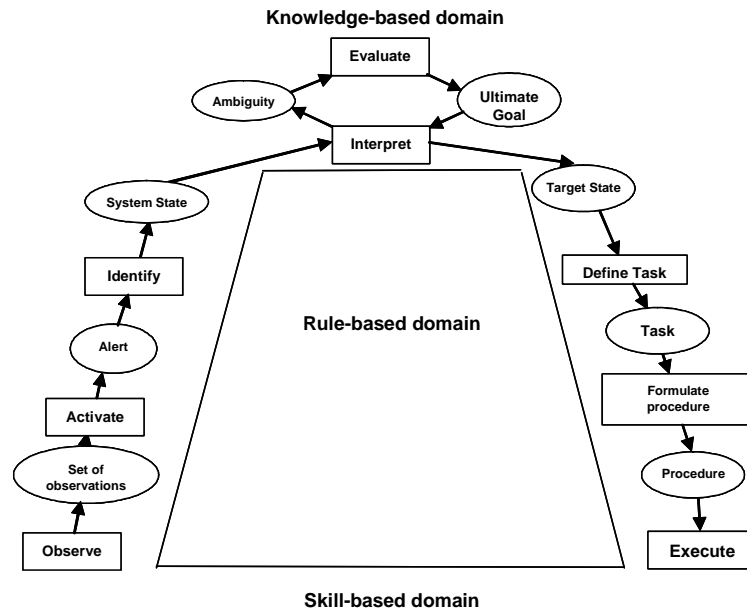 Knowledge-based domain
Evaluate
Ambiguity
Ultimate
Goal
Interpret
System State
Target State
Identify
Define Task
Rule-based domain
Alert
Task
Activate
Formulate
procedure
Set of
observations
Procedure
Observe
Execute
Skill-based domain